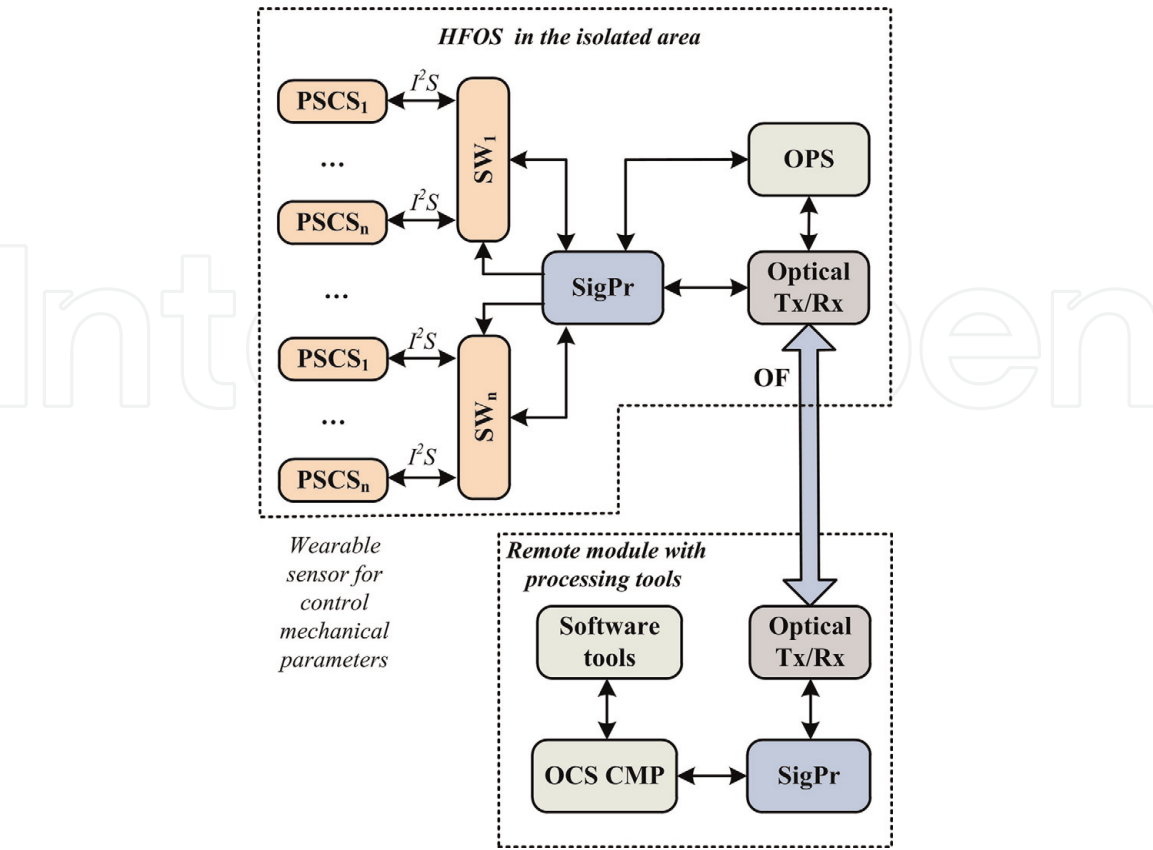 HFOS in the isolated area
PSCS1
I2S
SW1
...
PSCSn
I2S
OPS
SigPr
Optical
Tx/Rx
...
PSCS1
I2S
SWn
...
PSCSn
I2S
OF
Wearable
sensor for
control
mechanical
parameters
Remote module with
processing tools
Software
tools
Optical
Tx/Rx
OCS CMP
SigPr